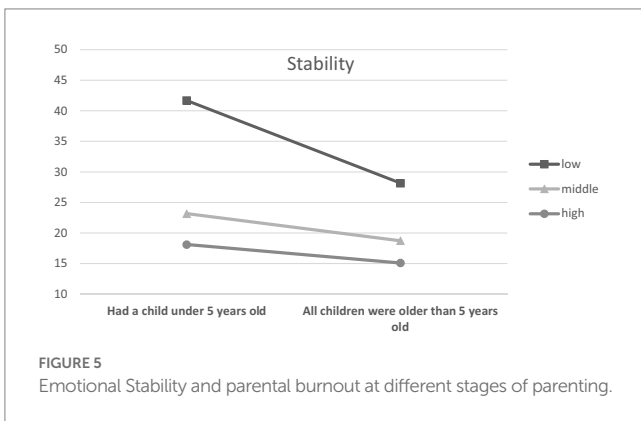 Stability
50
45
40
35
30
25
20
15
10
low
middle
high
Had a child under 5 years old
All children were older than 5 years
old
FIGURE 5
Emotional Stability and parental burnout at different stages of parenting.